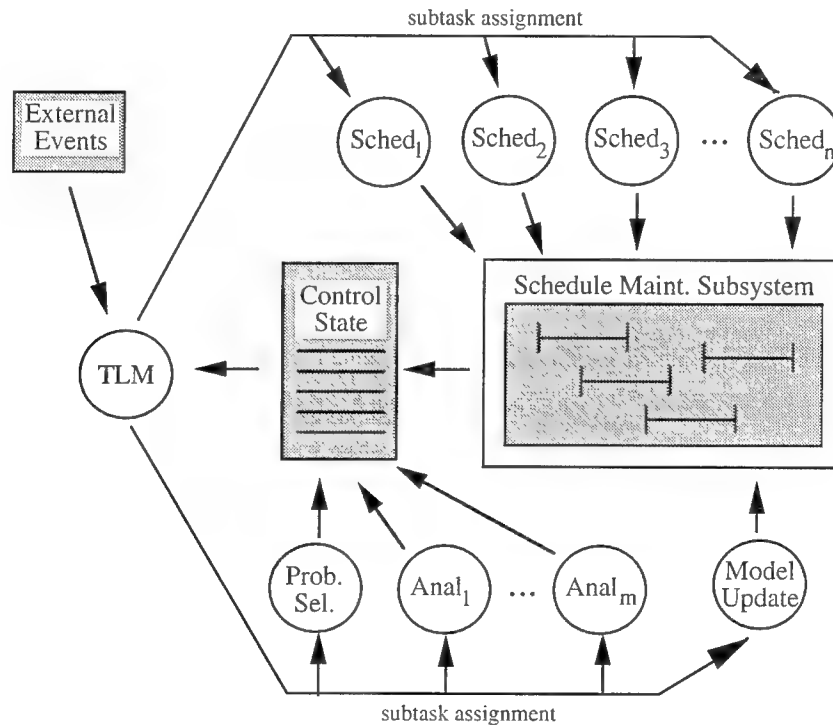 subtask assignment
External
Events
Sched1
Sched2
Sched3
...
Schedn
Control
State
Schedule Maint. Subsystem
TLM
Prob.
Sel.
Anal1
...
Analm
Model
Update
subtask assignment